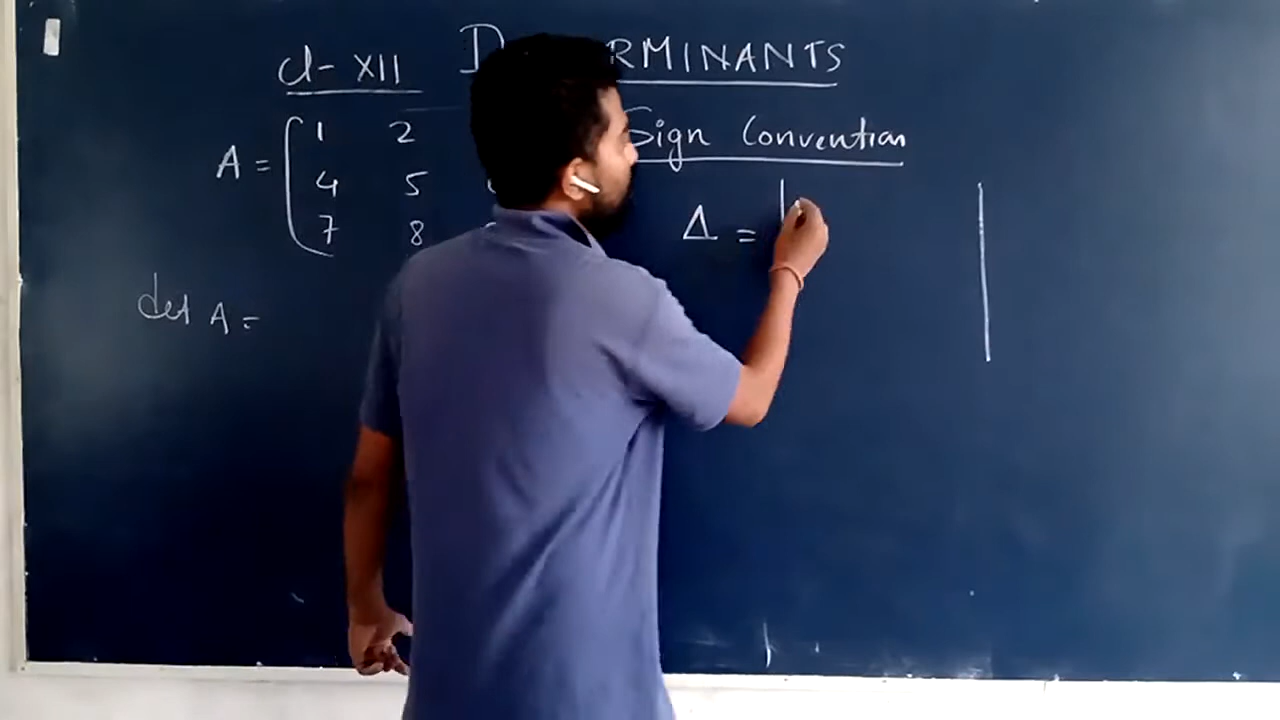 cl- XII
D RMINANTS
Sign Convention
A = 1 2
4 5
7 8
Δ =
det A =